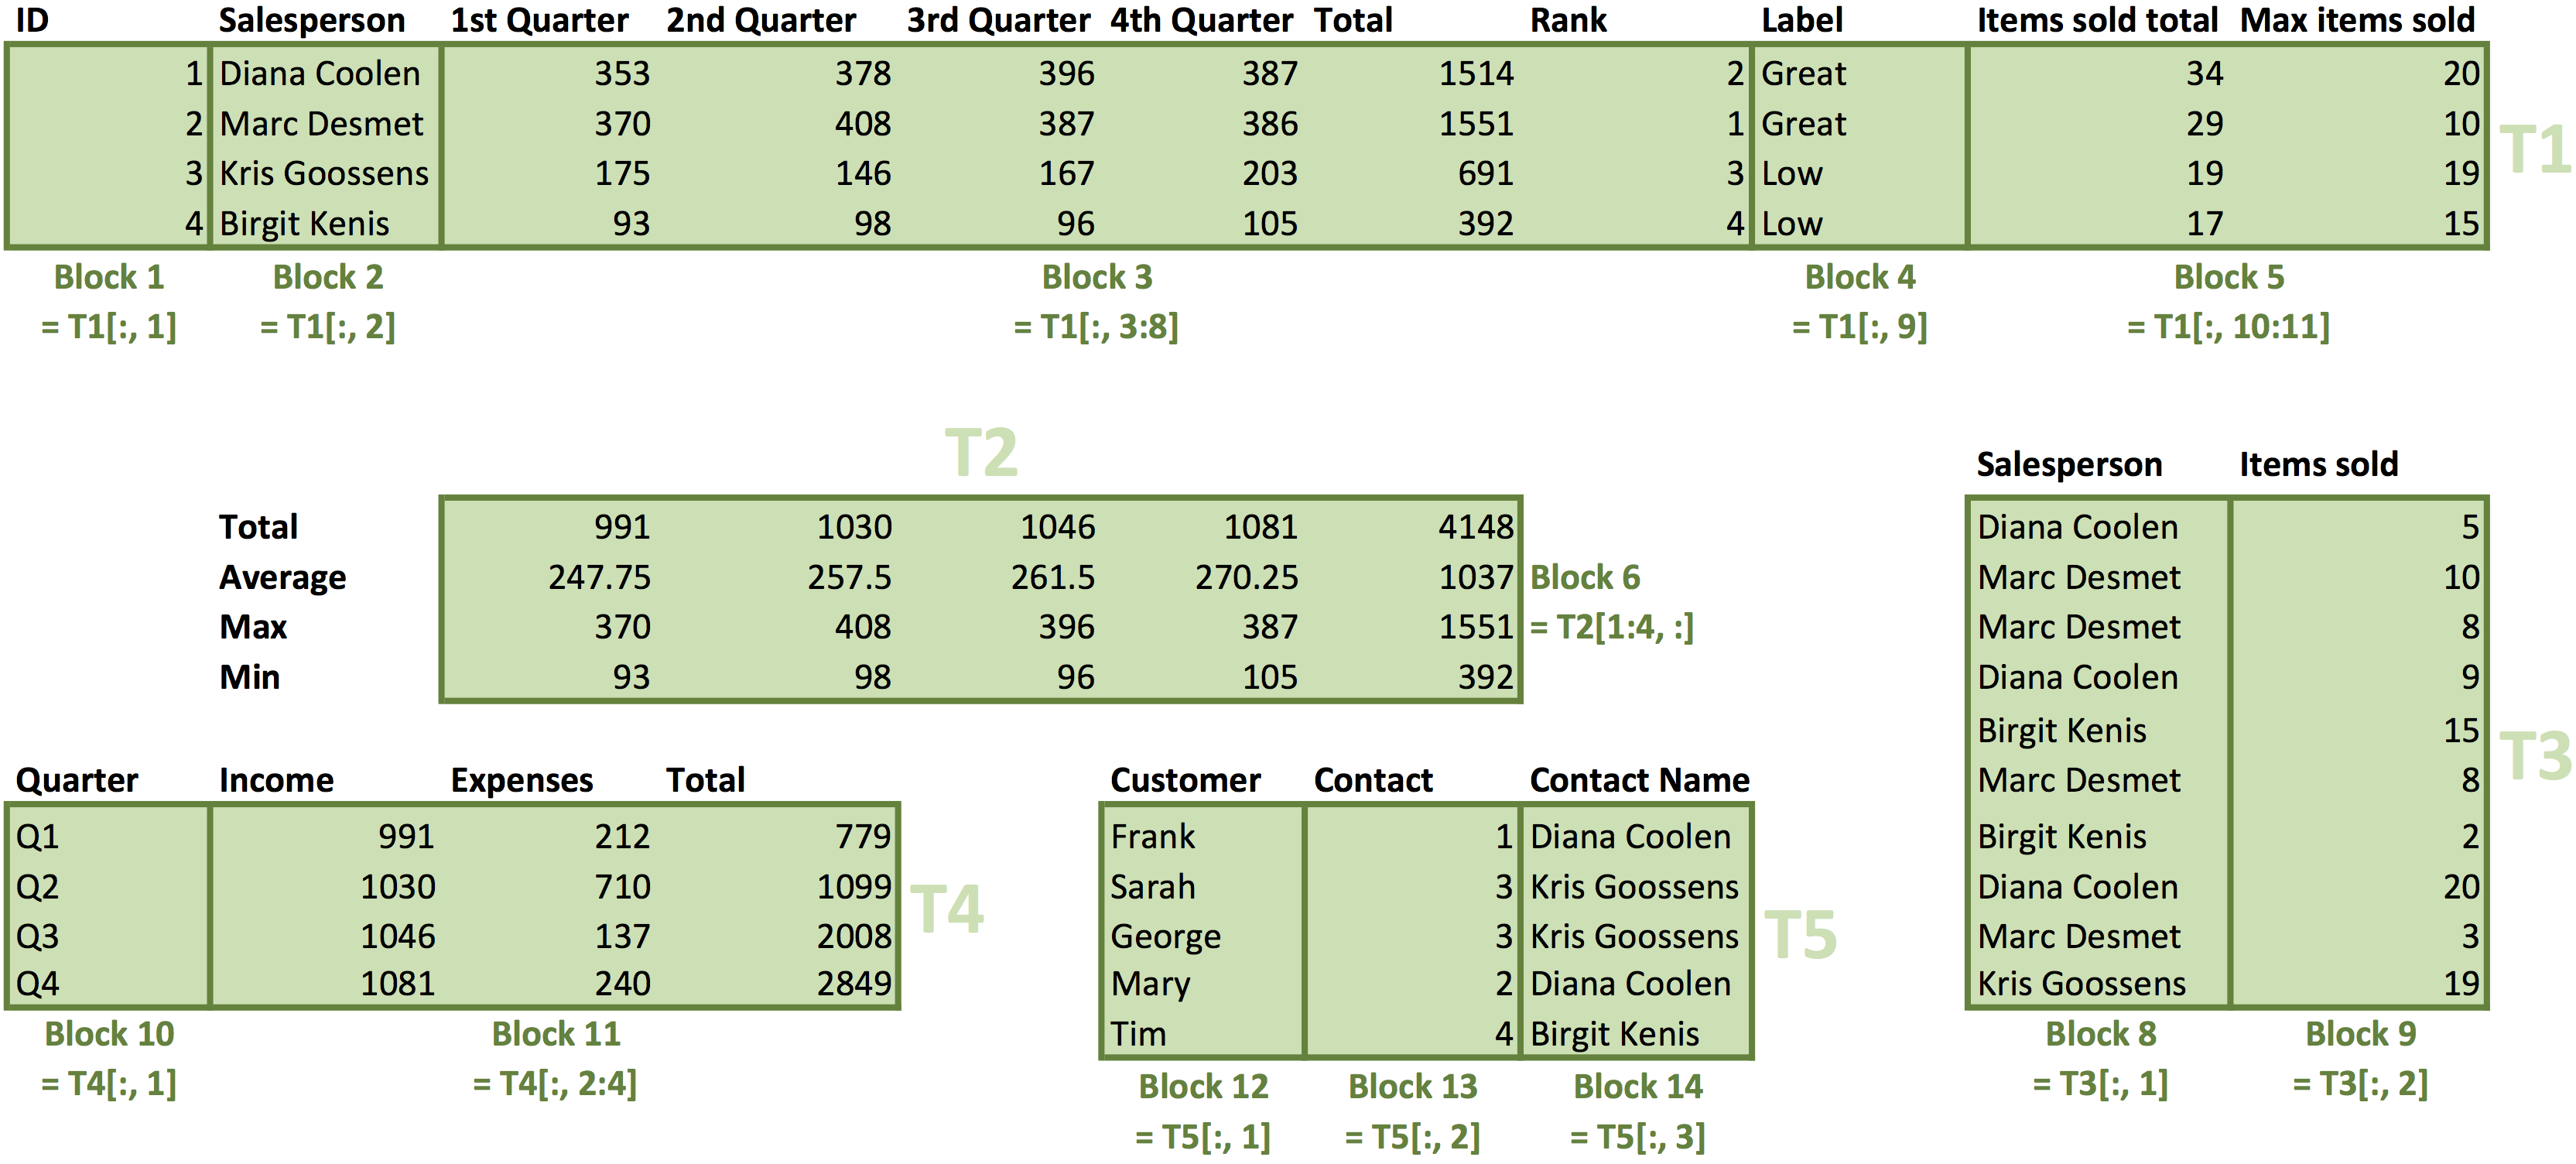 ID Salesperson 1st Quarter 2nd Quarter 3rd Quarter 4th Quarter Total Rank Label Items sold total Max items sold
1 Diana Coolen 353 378 396 387 1514 2 Great 34 20
2 Marc Desmet 370 408 387 386 1551 1 Great 29 10
T1
3 Kris Goossens 175 146 167 203 691 3 Low 19 19
4 Birgit Kenis 93 98 96 105 392 4 Low 17 15
Block 1 Block 2 Block 3 Block 4 Block 5
= T1[:, 1] = T1[:, 2] = T1[:, 3:8] = T1[:, 9] = T1[:, 10:11]
T2
Total 991 1030 1046 1081 4148
Average 247.75 257.5 261.5 270.25 1037
Max 370 408 396 387 1551
Min 93 98 96 105 392
Block 6
= T2[1:4, :]
Salesperson Items sold
Diana Coolen 5
Marc Desmet 10
Marc Desmet 8
Diana Coolen 9
Birgit Kenis 15
Marc Desmet 8
Birgit Kenis 2
Diana Coolen 20
Marc Desmet 3
Kris Goossens 19
T3
Block 8 Block 9
= T3[:, 1] = T3[:, 2]
Quarter Income Expenses Total
Q1 991 212 779
Q2 1030 710 1099
Q3 1046 137 2008
Q4 1081 240 2849
T4
Block 10 Block 11
= T4[:, 1] = T4[:, 2:4]
Customer Contact Contact Name
Frank 1 Diana Coolen
Sarah 3 Kris Goossens
George 3 Kris Goossens
Mary 2 Diana Coolen
Tim 4 Birgit Kenis
T5
Block 12 Block 13 Block 14
= T5[:, 1] = T5[:, 2] = T5[:, 3]